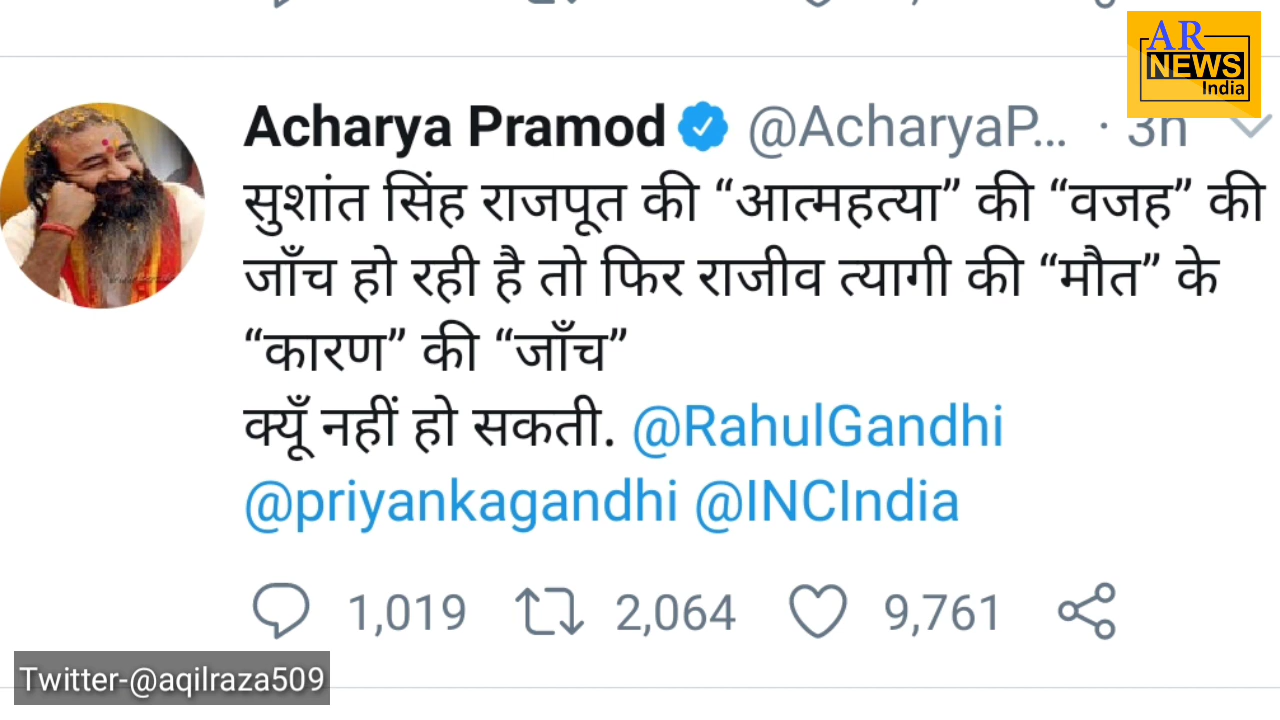 AR
NEWS
India
Acharya Pramod @AcharyaP... · 3h
सुशांत सिंह राजपूत की “आत्महत्या” की “वजह” की
जाँच हो रही है तो फिर राजीव त्यागी की “मौत” के
“कारण” की “जाँच”
क्यूँ नहीं हो सकती. @RahulGandhi
@priyankagandhi @INCIndia
1,019 2,064 9,761
Twitter-@aqilraza509